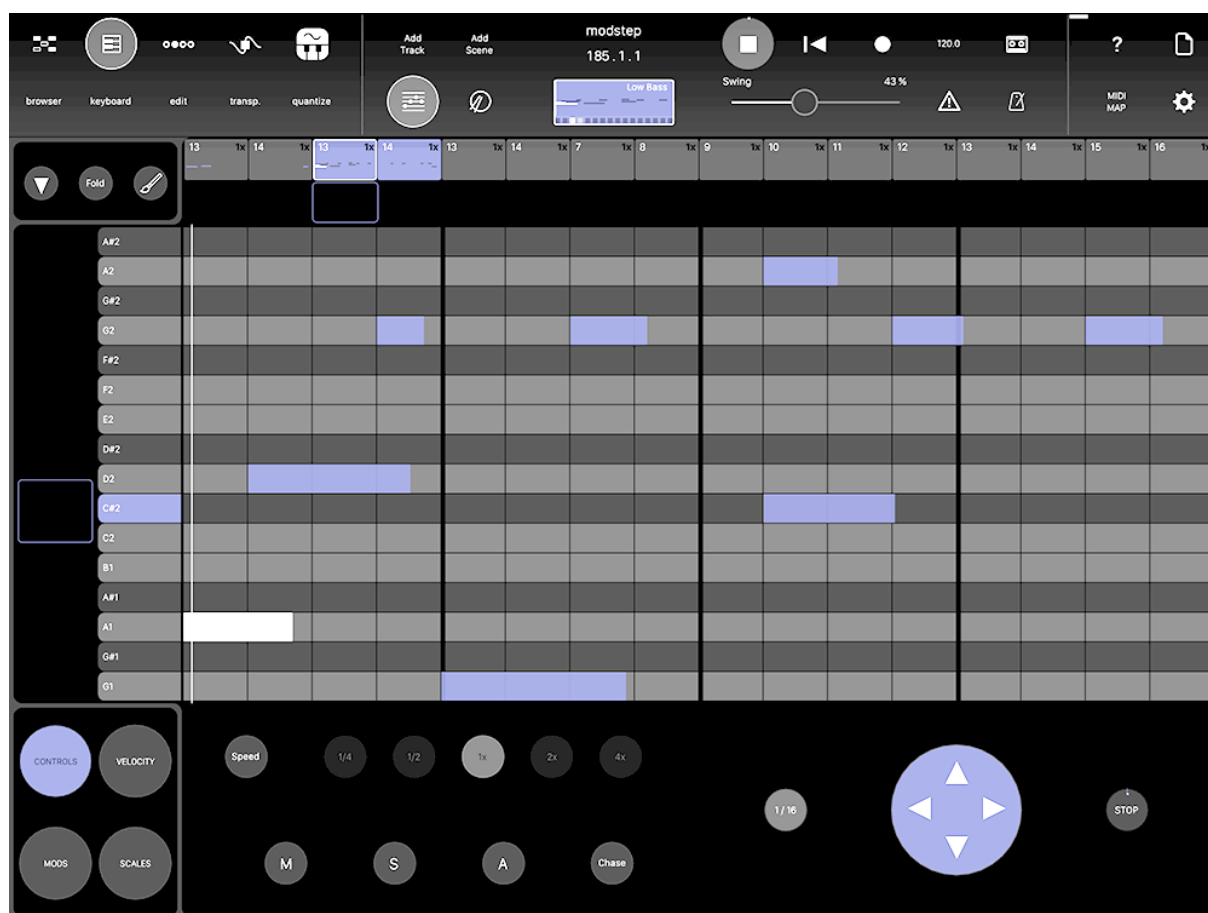 Add Track
Add Scene
modstep
185. 1. 1
120.0
?
browser
keyboard
edit
transp.
quantize
Low Bass
Swing
43 %
MIDI MAP
13 1x 14 1x 13 1x 14 1x 13 1x 14 1x 7 1x 8 1x 9 1x 10 1x 11 1x 12 1x 13 1x 14 1x 15 1x 16 1x
Fold
A#2
A2
G#2
G2
F#2
F2
E2
D#2
D2
C#2
C2
B1
A#1
A1
G#1
G1
CONTROLS
VELOCITY
Speed
1/4
1/2
1x
2x
4x
1 / 16
STOP
MODS
SCALES
M
S
A
Chase